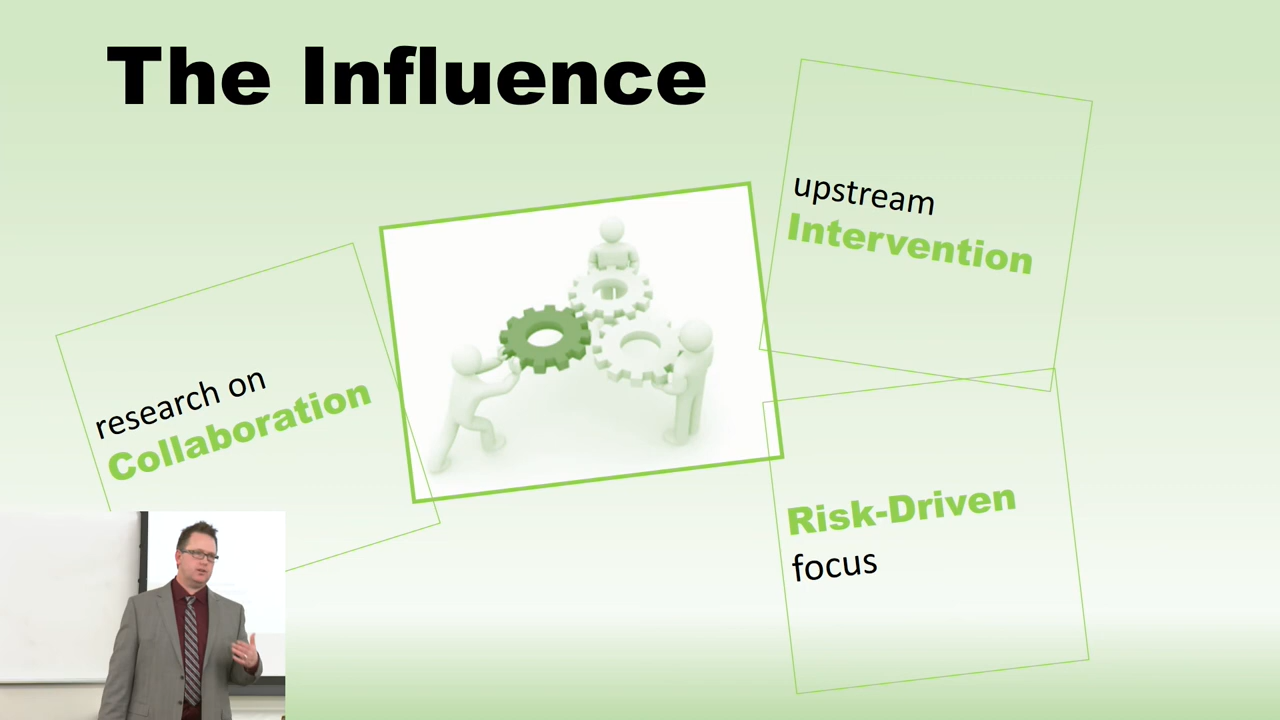 The Influence
upstream
Intervention
research on
Collaboration
Risk-Driven
focus